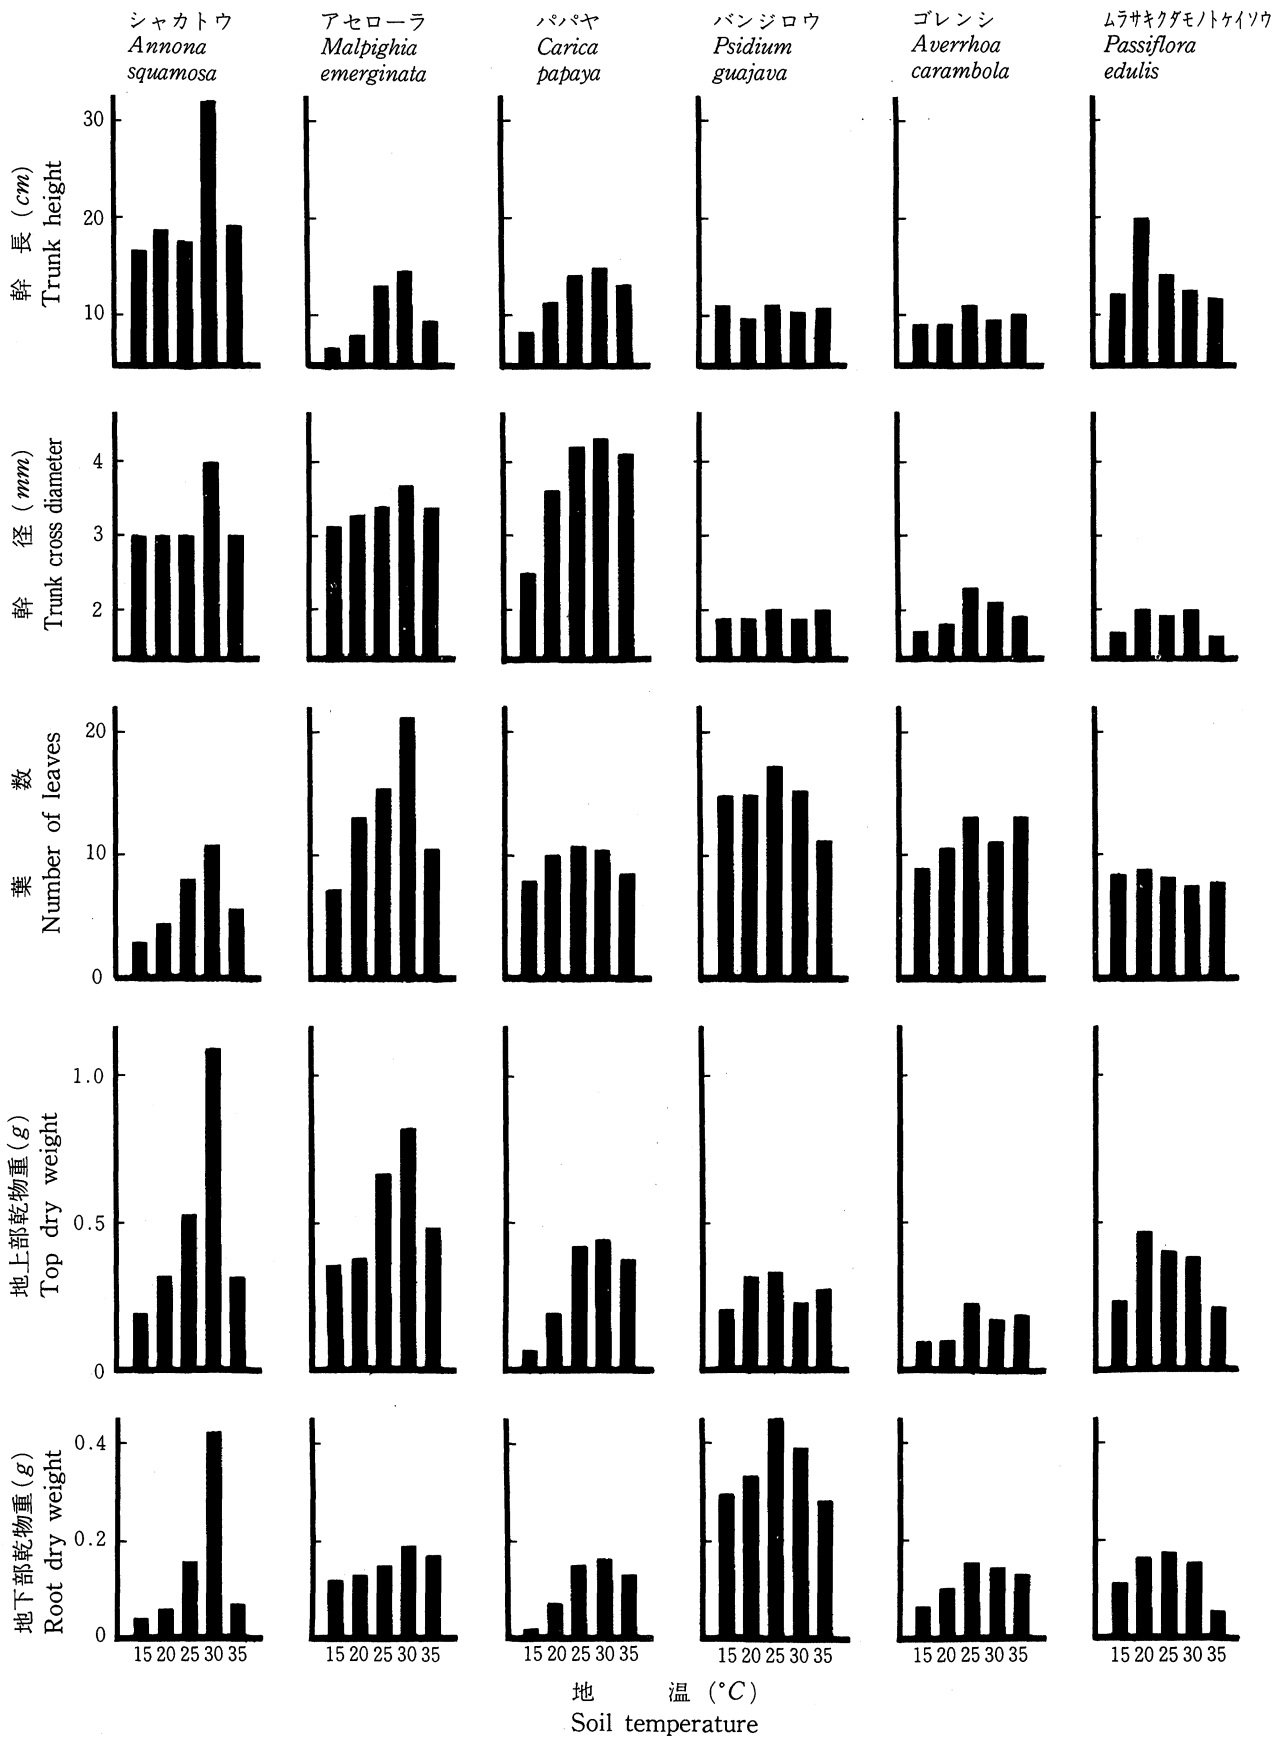 シャカトウ
Annona
squamosa
アセローラ
Malpighia
emerginata
パパヤ
Carica
papaya
バンジロウ
Psidium
guajava
ゴレンシ
Averrhoa
carambola
ムラサキクダモノトケイソウ
Passiflora
edulis
幹 長 (cm)
Trunk height
30
20
10
幹 径 (mm)
Trunk cross diameter
4
3
2
葉 数
Number of leaves
20
10
0
地上部乾物重(g)
Top dry weight
1.0
0.5
0
地下部乾物重(g)
Root dry weight
0.4
0.2
0
15 20 25 30 35
15 20 25 30 35
15 20 25 30 35
15 20 25 30 35
15 20 25 30 35
15 20 25 30 35
地 温 (°C)
Soil temperature